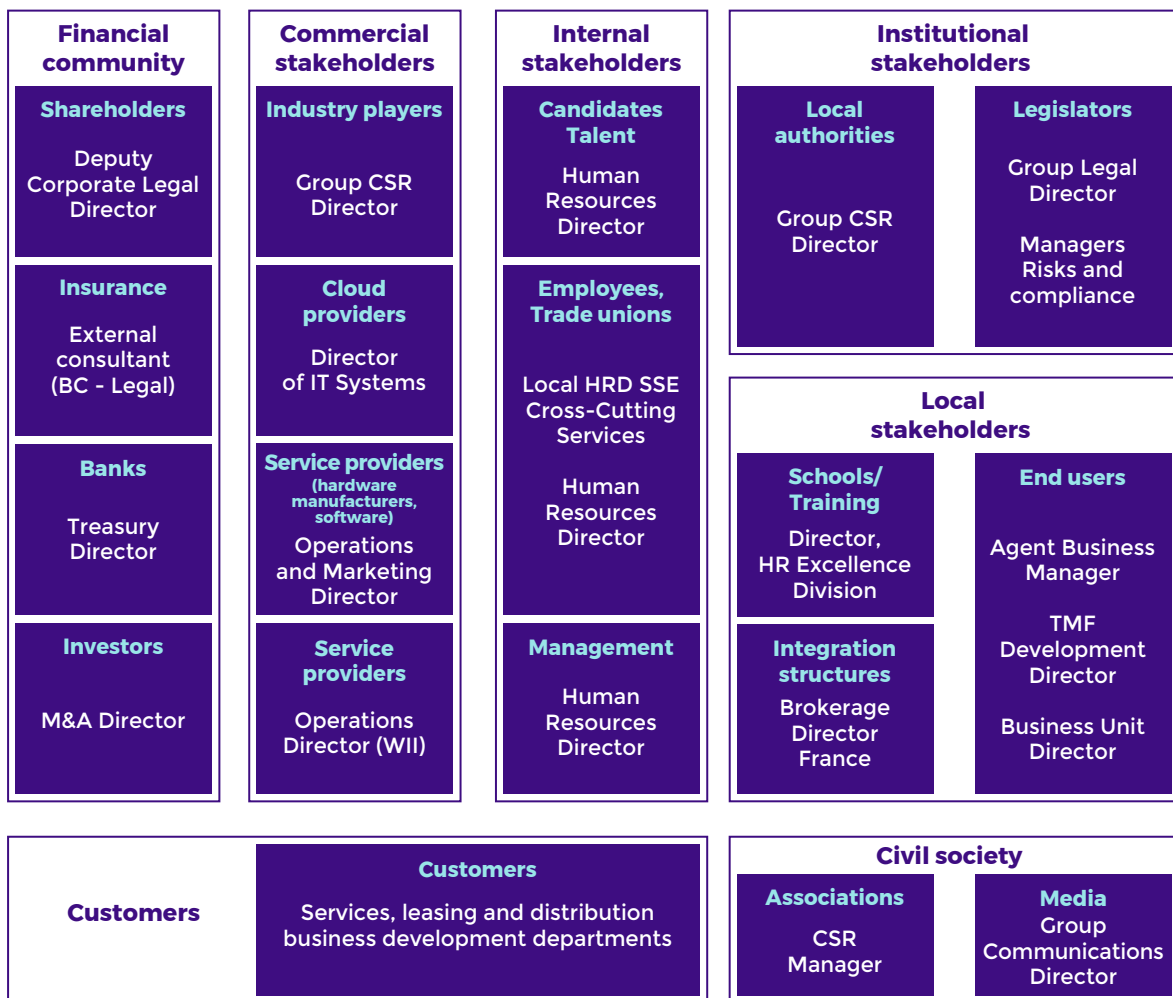 Financial
community
Shareholders
Deputy
Corporate Legal
Director
Insurance
External
consultant
(BC - Legal)
Banks
Treasury
Director
Investors
M&A Director
Commercial
stakeholders
Industry players
Group CSR
Director
Cloud
providers
Director
of IT Systems
Service providers
(hardware
manufacturers,
software)
Operations
and Marketing
Director
Service
providers
Operations
Director (WII)
Internal
stakeholders
Candidates
Talent
Human
Resources
Director
Employees,
Trade unions
Local HRD SSE
Cross-Cutting
Services
Human
Resources
Director
Management
Human
Resources
Director
Institutional
stakeholders
Local
authorities
Group CSR
Director
Legislators
Group Legal
Director
Managers
Risks and
compliance
Local
stakeholders
Schools/
Training
Director,
HR Excellence
Division
Integration
structures
Brokerage
Director
France
End users
Agent Business
Manager
TMF
Development
Director
Business Unit
Director
Customers
Customers
Services, leasing and distribution
business development departments
Civil society
Associations
CSR
Manager
Media
Group
Communications
Director